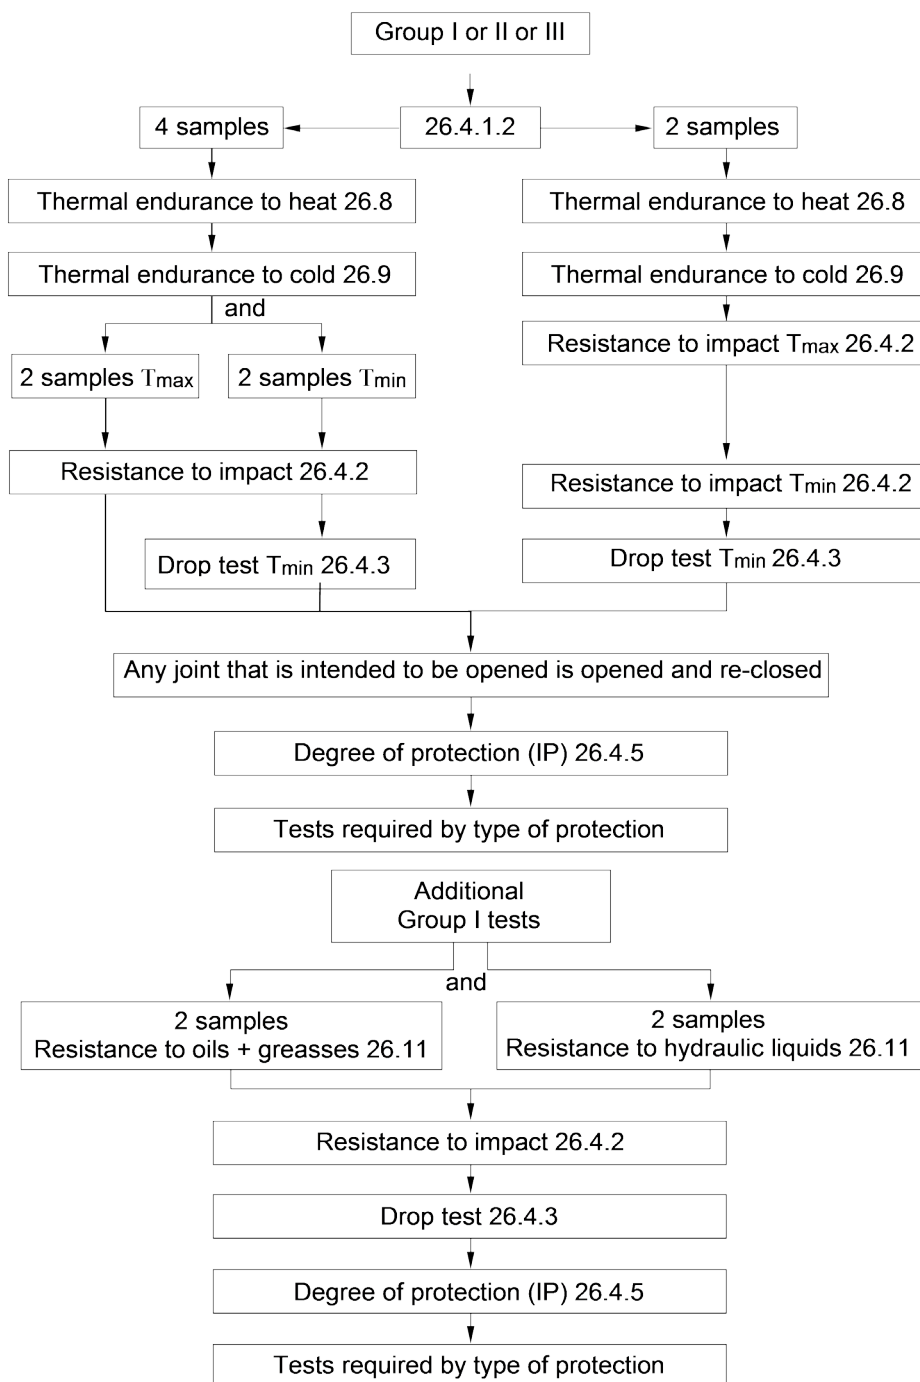 Group I or II or III
4 samples
26.4.1.2
2 samples
Thermal endurance to heat 26.8
Thermal endurance to heat 26.8
Thermal endurance to cold 26.9
Thermal endurance to cold 26.9
and
Resistance to impact Tmax 26.4.2
2 samples Tmax
2 samples Tmin
Resistance to impact 26.4.2
Resistance to impact Tmin 26.4.2
Drop test Tmin 26.4.3
Drop test Tmin 26.4.3
Any joint that is intended to be opened is opened and re-closed
Degree of protection (IP) 26.4.5
Tests required by type of protection
Additional
Group I tests
and
2 samples
Resistance to oils + greasses 26.11
2 samples
Resistance to hydraulic liquids 26.11
Resistance to impact 26.4.2
Drop test 26.4.3
Degree of protection (IP) 26.4.5
Tests required by type of protection